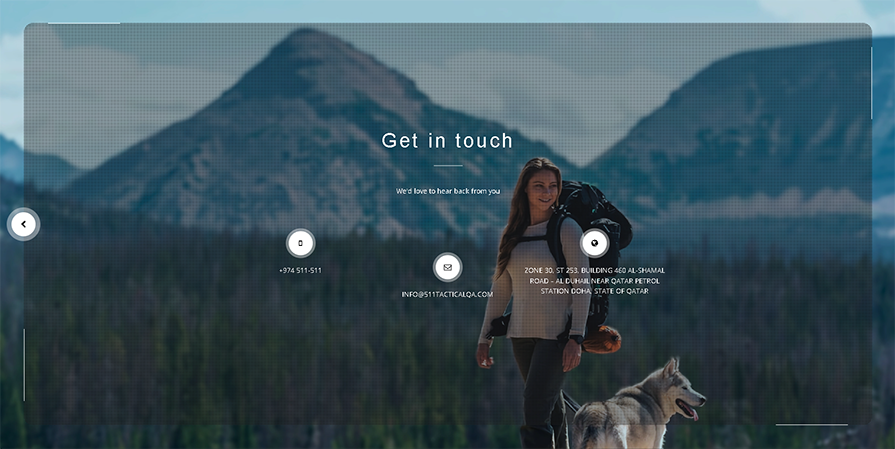 Get in touch
We'd love to hear back from you
+974 511-511
INFO@511TACTICALQA.COM
ZONE 30, ST 253, BUILDING 460 AL-SHAMAL
ROAD - AL DUHAIL NEAR QATAR PETROL
STATION DOHA, STATE OF QATAR